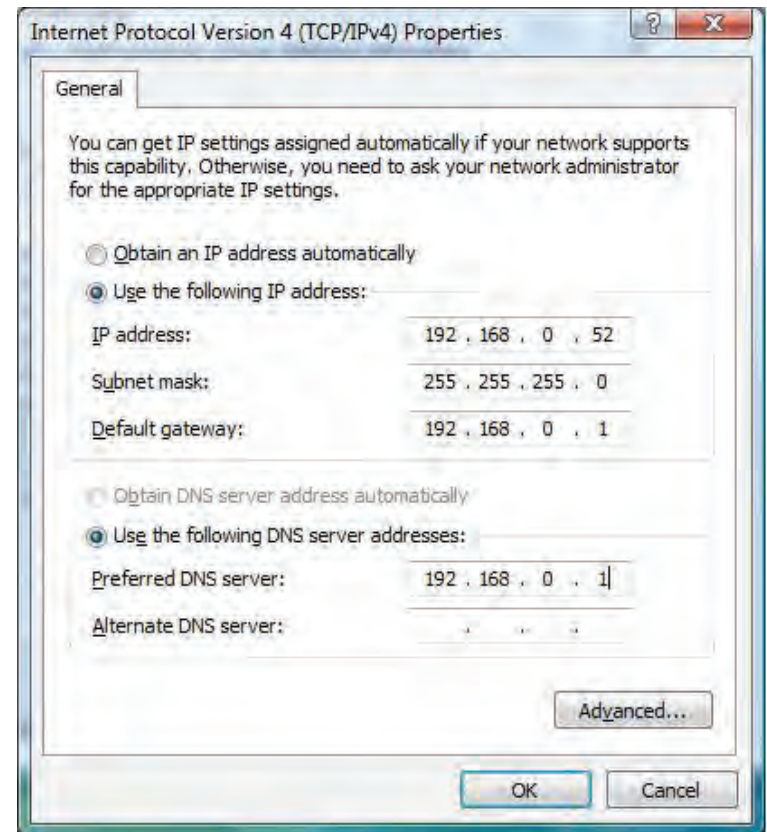 Internet Protocol Version 4 (TCP/IPv4) Properties
General
You can get IP settings assigned automatically if your network supports
this capability. Otherwise, you need to ask your network administrator
for the appropriate IP settings.
Obtain an IP address automatically
Use the following IP address:
IP address: 192 . 168 . 0 . 52
Subnet mask: 255 . 255 . 255 . 0
Default gateway: 192 . 168 . 0 . 1
Obtain DNS server address automatically
Use the following DNS server addresses:
Preferred DNS server: 192 . 168 . 0 . 1
Alternate DNS server: . . .
Advanced...
OK Cancel